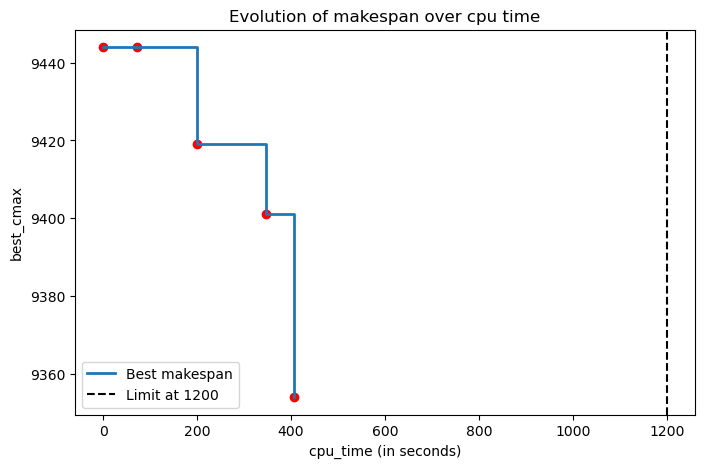 Evolution of makespan over cpu time
best_cmax
9440
9420
9400
9380
9360
Best makespan
Limit at 1200
0
200
400
600
800
1000
1200
cpu_time (in seconds)